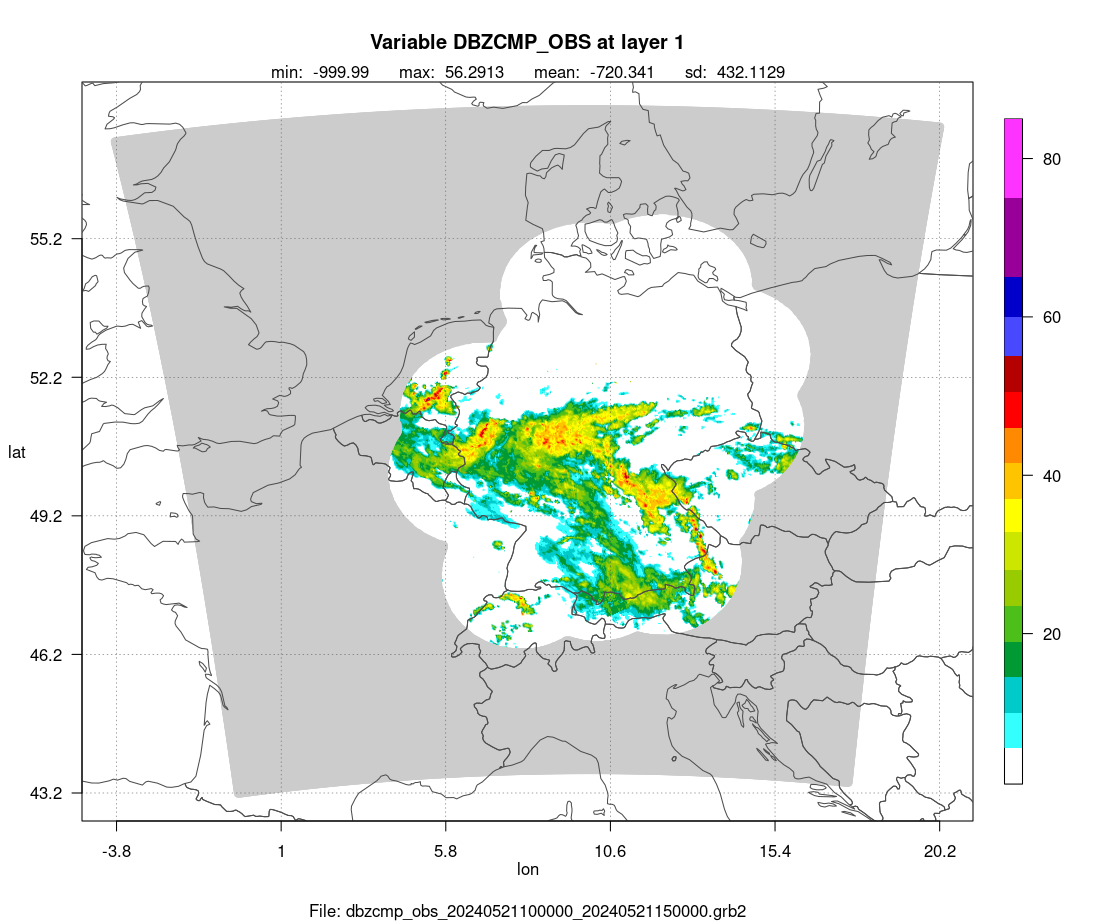 Variable DBZCMP_OBS at layer 1
min: -999.99 max: 56.2913 mean: -720.341 sd: 432.1129
80
60
40
20
55.2
52.2
49.2
46.2
43.2
lat
-3.8 1 5.8 10.6 15.4 20.2
lon
File: dbzcmp_obs_20240521100000_20240521150000.grb2